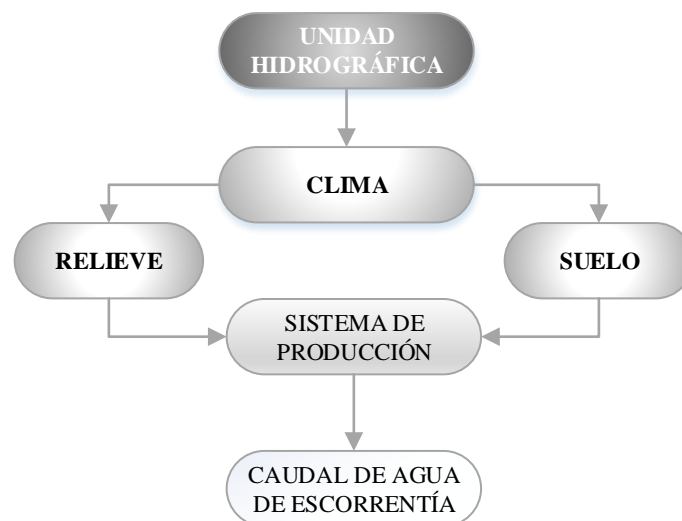 UNIDAD
HIDROGRÁFICA
CLIMA
RELIEVE
SUELO
SISTEMA DE
PRODUCCIÓN
CAUDAL DE AGUA
DE ESCORRENTÍA